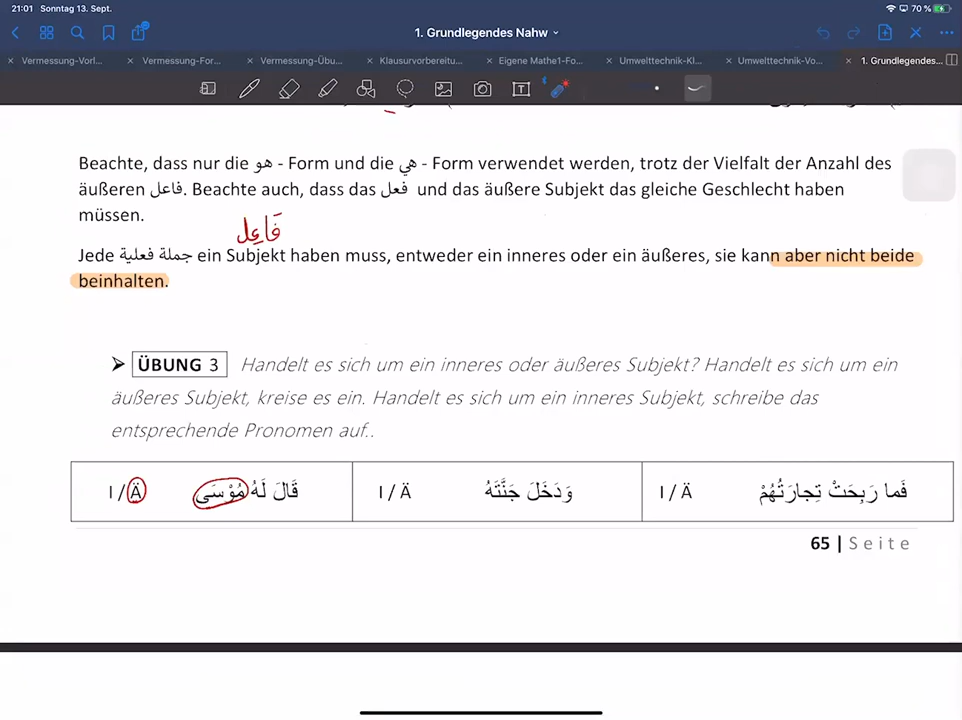 21:01 Sonntag 13. Sept. 70 %
1. Grundlegendes Nahw
Vermessung-Vorl... Vermessung-For... Vermessung-Übu... Klausurvorbereitu... Eigene Mathe1-Fo... Umwelttechnik-Kl... Umwelttechnik-Vo... 1. Grundlegendes...
Beachte, dass nur die هو - Form und die هي - Form verwendet werden, trotz der Vielfalt der Anzahl des
äußeren فاعل. Beachte auch, dass das فعل und das äußere Subjekt das gleiche Geschlecht haben
müssen.
فَاعِل
Jede جملة فعلية ein Subjekt haben muss, entweder ein inneres oder ein äußeres, sie kann aber nicht beide
beinhalten.
➢ ÜBUNG 3 Handelt es sich um ein inneres oder äußeres Subjekt? Handelt es sich um ein
äußeres Subjekt, kreise es ein. Handelt es sich um ein inneres Subjekt, schreibe das
entsprechende Pronomen auf..
I / Ä قَالَ لَهُ مُوْسَى I / Ä وَدَخَلَ جَنَّتَهُ I / Ä فَما رَبِحَتْ تِجارَتُهُمْ
65 | Seite